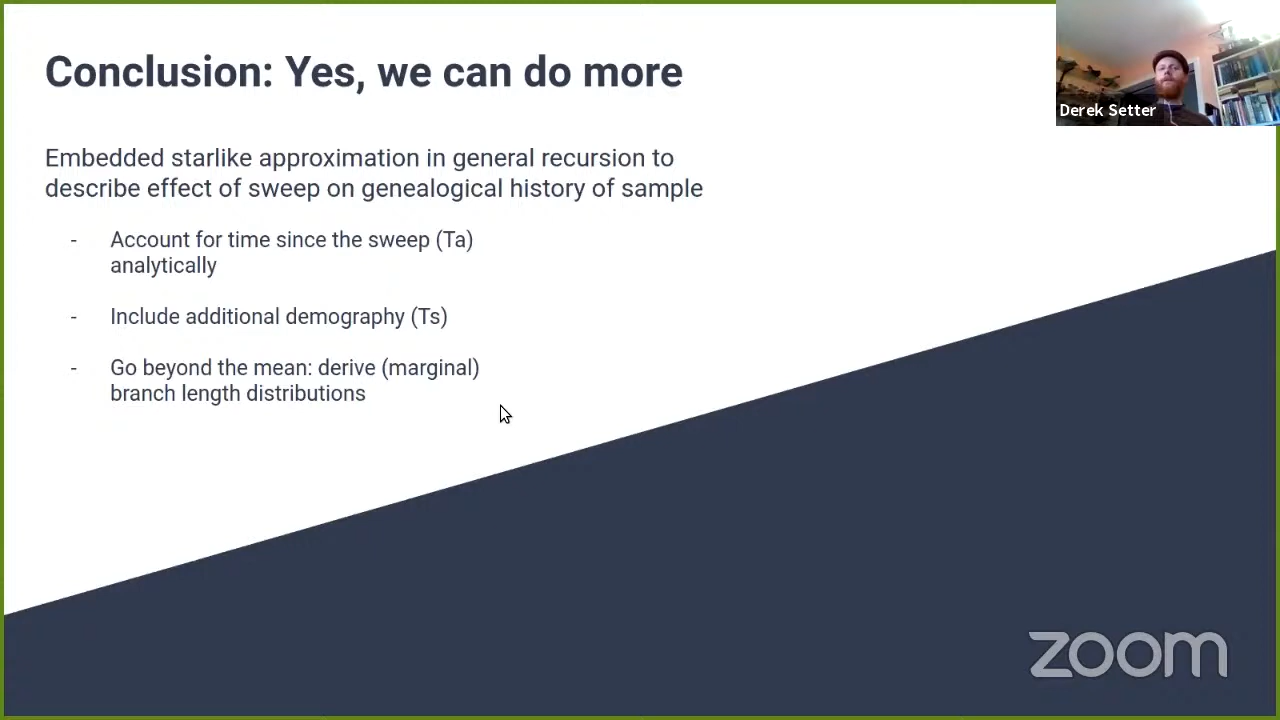 Conclusion: Yes, we can do more
Derek Setter
Embedded starlike approximation in general recursion to
describe effect of sweep on genealogical history of sample
- Account for time since the sweep (Ta)
analytically
- Include additional demography (Ts)
- Go beyond the mean: derive (marginal)
branch length distributions
zoom